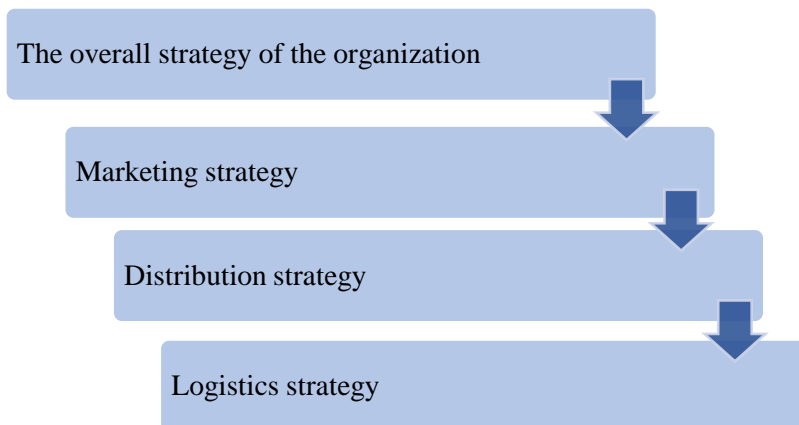 The overall strategy of the organization
Marketing strategy
Distribution strategy
Logistics strategy